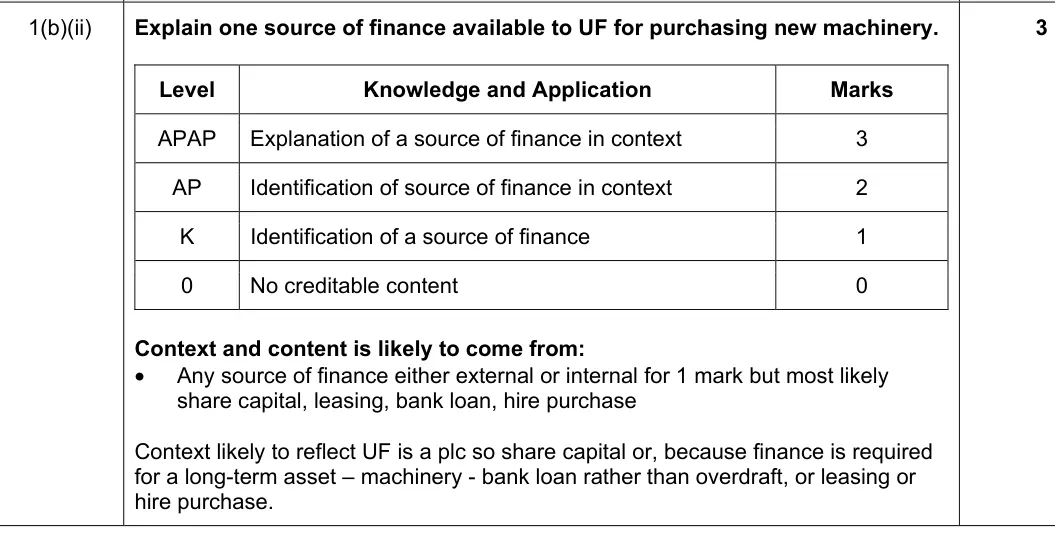 1(b)(ii) Explain one source of finance available to UF for purchasing new machinery. 3
Level Knowledge and Application Marks
APAP Explanation of a source of finance in context 3
AP Identification of source of finance in context 2
K Identification of a source of finance 1
0 No creditable content 0
Context and content is likely to come from:
• Any source of finance either external or internal for 1 mark but most likely
share capital, leasing, bank loan, hire purchase
Context likely to reflect UF is a plc so share capital or, because finance is required
for a long-term asset – machinery - bank loan rather than overdraft, or leasing or
hire purchase.